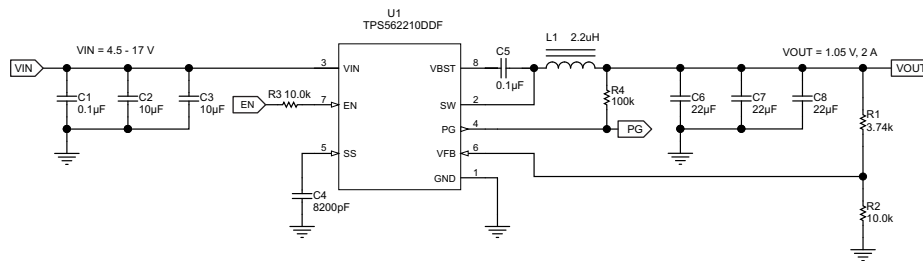 U1
TPS562210DDF
VIN = 4.5 - 17 V
L1 2.2uH
VOUT = 1.05 V, 2 A
VIN
3
VIN
VBST
8
C5
0.1µF
VOUT
C1
0.1µF
C2
10µF
C3
10µF
EN
R3 10.0k
7
EN
SW
2
R4
100k
C6
22µF
C7
22µF
C8
22µF
R1
3.74k
PG
4
PG
5
SS
VFB
6
GND
1
C4
8200pF
R2
10.0k